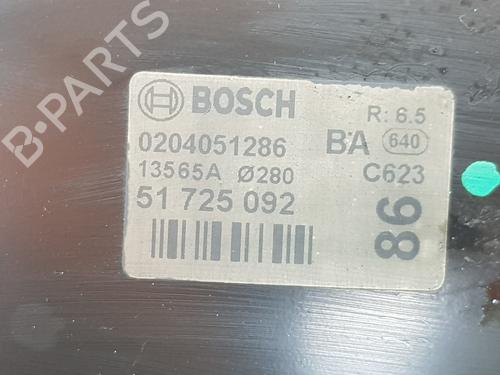 B-PARTS
BOSCH R: 6.5
0204051286 BA 640
13565A Ø280 C623
51 725 092
86